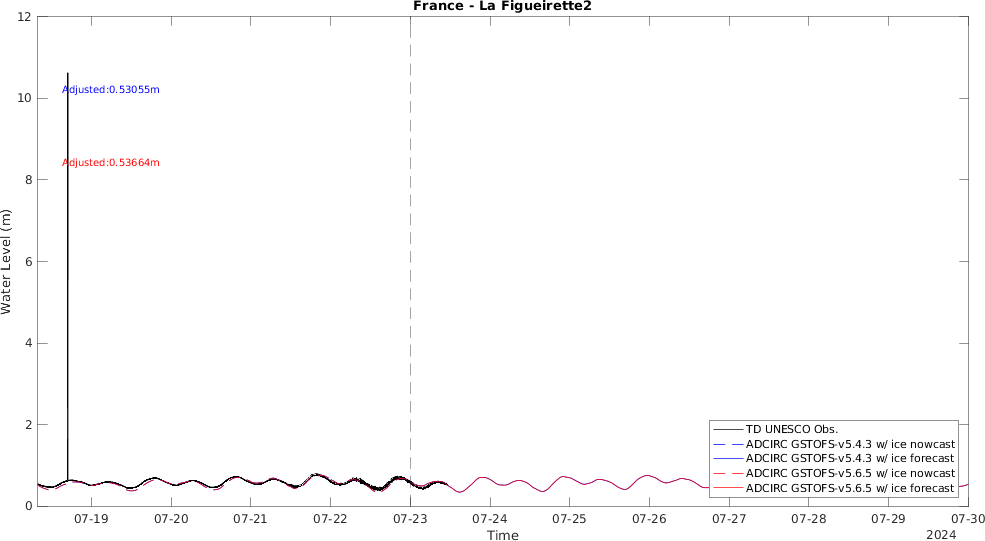 France - La Figueirette2
12
10
8
6
4
2
0
Water Level (m)
Adjusted:0.53055m
Adjusted:0.53664m
TD UNESCO Obs.
ADCIRC GSTOFS-v5.4.3 w/ ice nowcast
ADCIRC GSTOFS-v5.4.3 w/ ice forecast
ADCIRC GSTOFS-v5.6.5 w/ ice nowcast
ADCIRC GSTOFS-v5.6.5 w/ ice forecast
07-19 07-20 07-21 07-22 07-23 07-24 07-25 07-26 07-27 07-28 07-29 07-30
Time
2024